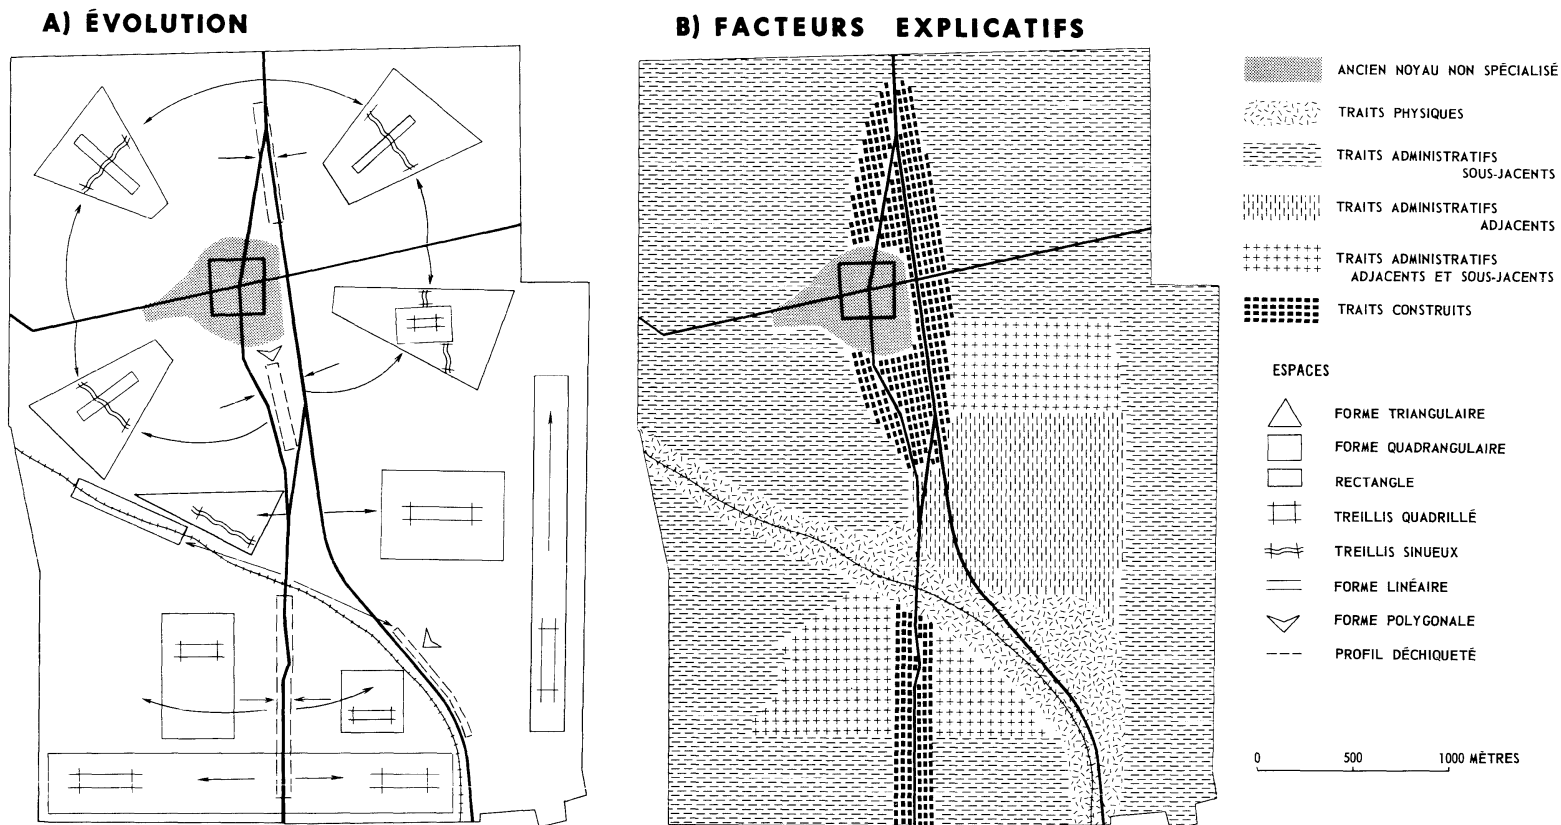 A) ÉVOLUTION
B) FACTEURS EXPLICATIFS
ANCIEN NOYAU NON SPÉCIALISÉ
TRAITS PHYSIQUES
TRAITS ADMINISTRATIFS
SOUS-JACENTS
TRAITS ADMINISTRATIFS
ADJACENTS
TRAITS ADMINISTRATIFS
ADJACENTS ET SOUS-JACENTS
TRAITS CONSTRUITS
ESPACES
FORME TRIANGULAIRE
FORME QUADRANGULAIRE
RECTANGLE
TREILLIS QUADRILLÉ
TREILLIS SINUEUX
FORME LINÉAIRE
FORME POLYGONALE
PROFIL DÉCHIQUETÉ
0 500 1000 MÈTRES